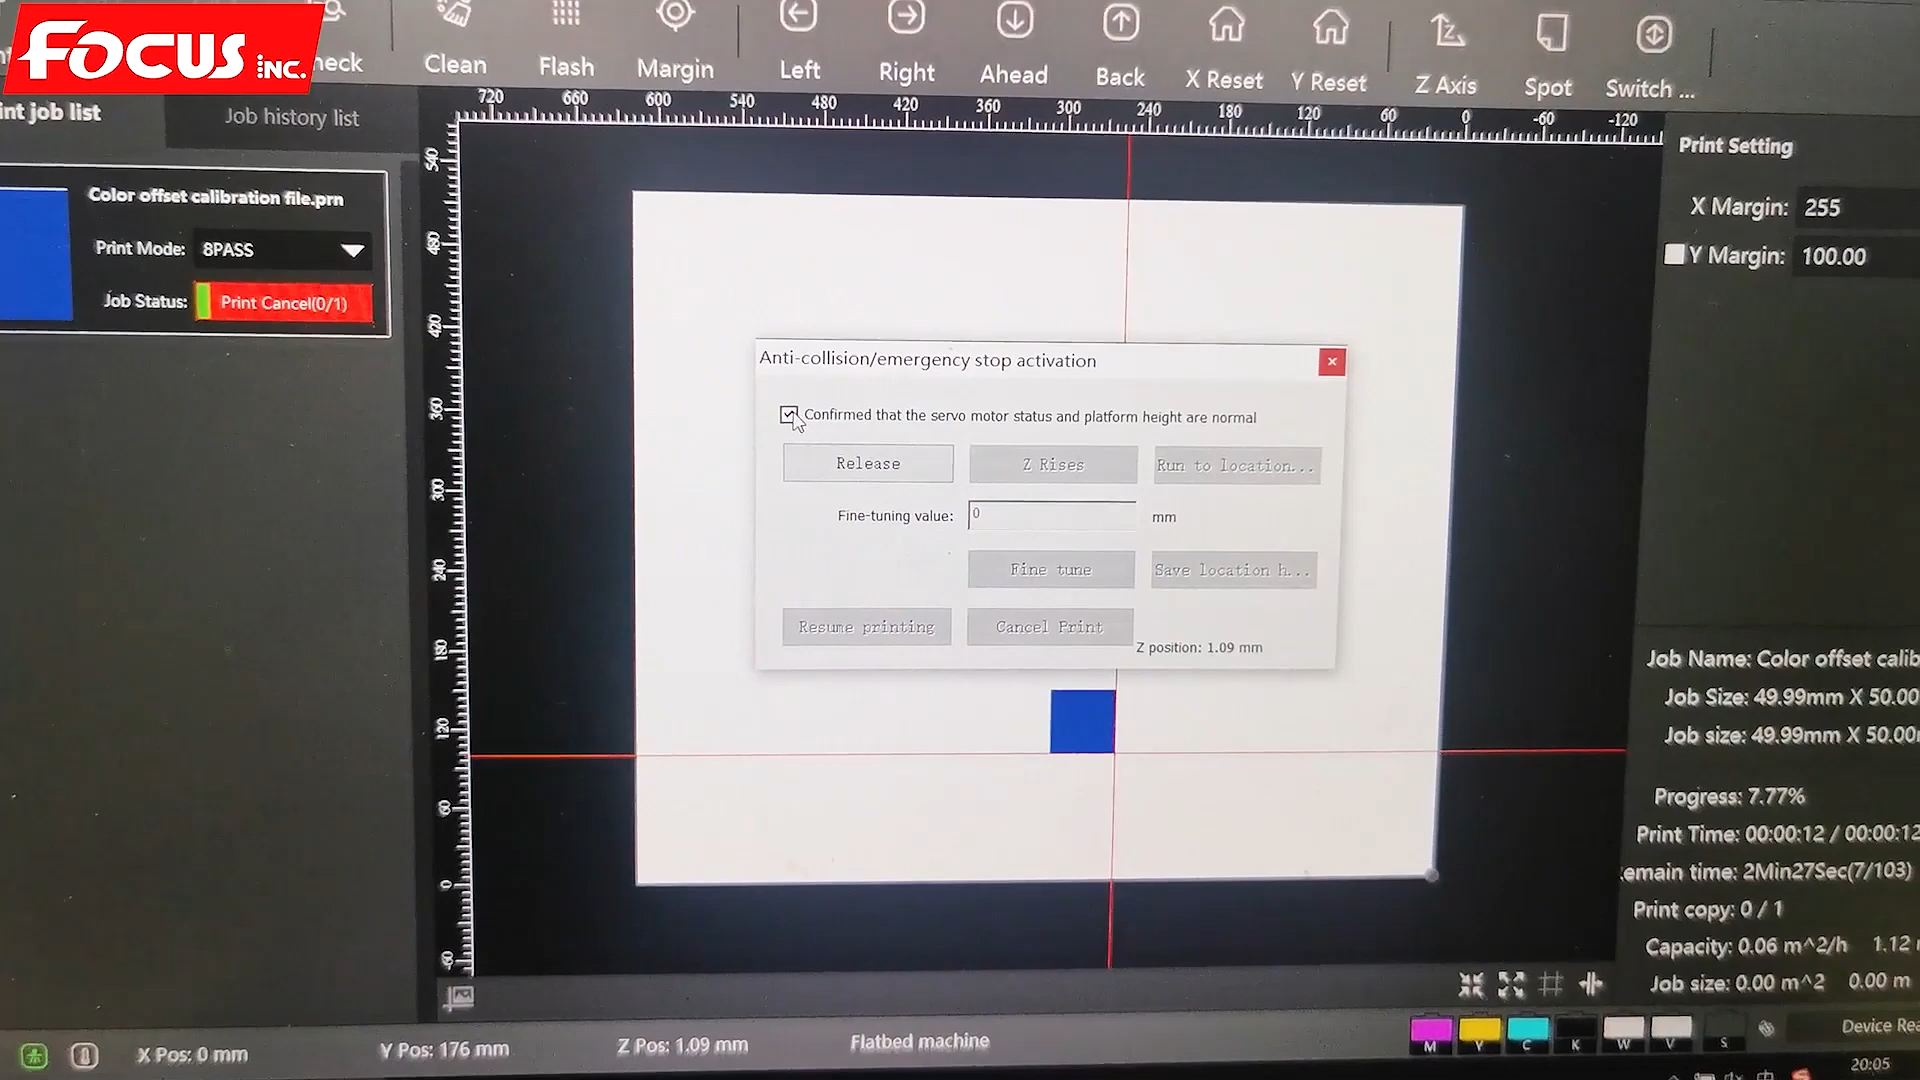 FOCUS INC.
heck
Clean
Flash
Margin
Left
Right
Ahead
Back
X Reset
Y Reset
Z Axis
Spot
Switch ...
int job list
Job history list
720 660 600 540 480 420 360 300 240 180 120 60 0 -60 -120
540
480
420
360
300
240
180
120
60
0
-60
Color offset calibration file.prn
Print Mode: 8PASS
Job Status: Print Cancel(0/1)
Anti-collision/emergency stop activation
Confirmed that the servo motor status and platform height are normal
Release
Z Rises
Run to location...
Fine-tuning value: 0 mm
Fine tune
Save location h...
Resume printing
Cancel Print
Z position: 1.09 mm
Print Setting
X Margin: 255
Y Margin: 100.00
Job Name: Color offset calib
Job Size: 49.99mm X 50.00
Job size: 49.99mm X 50.00
Progress: 7.77%
Print Time: 00:00:12 / 00:00:12
emain time: 2Min27Sec(7/103)
Print copy: 0 / 1
Capacity: 0.06 m^2/h 1.12
Job size: 0.00 m^2 0.00 m
X Pos: 0 mm
Y Pos: 176 mm
Z Pos: 1.09 mm
Flatbed machine
M Y C K W V S
Device Rea
20:05